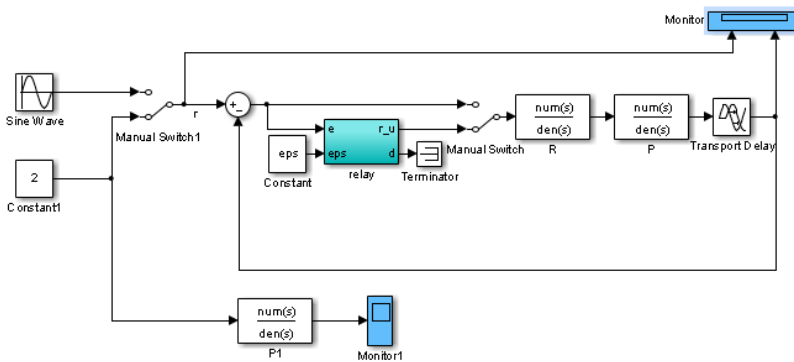 Monitor
Sine Wave
Manual Switch1
r
+
-
e
r_u
eps
d
relay
eps
Constant
Terminator
Manual Switch
num(s)
den(s)
R
num(s)
den(s)
P
Transport Delay
2
Constant1
num(s)
den(s)
P1
Monitor1